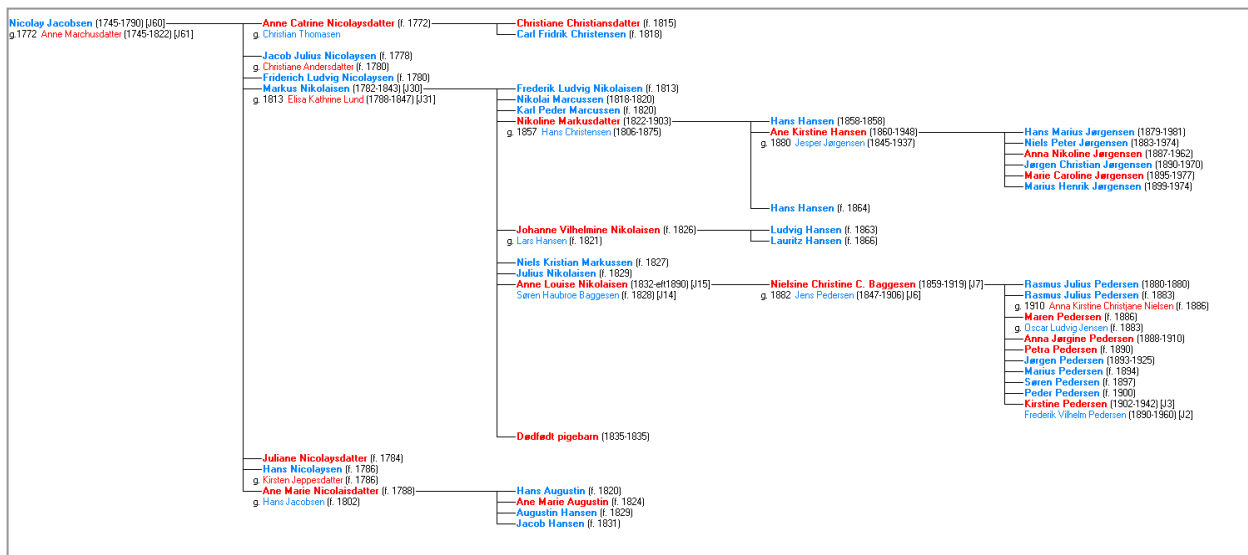 Nicolay Jacobsen (1745-1790) [J60]
g.1772 Anne Marchusdatter (1745-1822) [J61]
Anne Catrine Nicolaysdatter (f. 1772)
g. Christian Thomasen
Christiane Christiansdatter (f. 1815)
Carl Fridrik Christensen (f. 1818)
Jacob Julius Nicolaysen (f. 1778)
g. Christiane Andersdatter (f. 1780)
Friderich Ludvig Nicolaysen (f. 1780)
Markus Nikolaisen (1782-1843) [J30]
g. 1813 Elisa Kathrine Lund (1788-1847) [J31]
Frederik Ludvig Nikolaisen (f. 1813)
Nikolai Marcussen (1818-1820)
Karl Peder Marcussen (f. 1820)
Nikoline Markusdatter (1822-1903)
g. 1857 Hans Christensen (1806-1875)
Hans Hansen (1858-1858)
Ane Kirstine Hansen (1860-1948)
g. 1880 Jesper Jørgensen (1845-1937)
Hans Marius Jørgensen (1879-1981)
Niels Peter Jørgensen (1883-1974)
Anna Nikoline Jørgensen (1887-1962)
Jørgen Christian Jørgensen (1890-1970)
Marie Caroline Jørgensen (1895-1977)
Marius Henrik Jørgensen (1899-1974)
Hans Hansen (f. 1864)
Johanne Vilhelmine Nikolaisen (f. 1826)
g. Lars Hansen (f. 1821)
Ludvig Hansen (f. 1863)
Lauritz Hansen (f. 1866)
Niels Kristian Markussen (f. 1827)
Julius Nikolaisen (f. 1829)
Anne Louise Nikolaisen (1832-eft1890) [J15]
Søren Haubroe Baggesen (f. 1828) [J14]
Nielsine Christine C. Baggesen (1859-1919) [J7]
g. 1882 Jens Pedersen (1847-1906) [J6]
Rasmus Julius Pedersen (1880-1880)
Rasmus Julius Pedersen (f. 1883)
g. 1910 Anna Kirstine Christjane Nielsen (f. 1886)
Maren Pedersen (f. 1886)
g. Oscar Ludvig Jensen (f. 1883)
Anna Jørgine Pedersen (1888-1910)
Petra Pedersen (f. 1890)
Jørgen Pedersen (1893-1925)
Marius Pedersen (f. 1894)
Søren Pedersen (f. 1897)
Peder Pedersen (f. 1900)
Kirstine Pedersen (1902-1942) [J3]
Frederik Vilhelm Pedersen (1890-1960) [J2]
Dødfødt pigebarn (1835-1835)
Juliane Nicolaysdatter (f. 1784)
Hans Nicolaysen (f. 1786)
g. Kirsten Jeppesdatter (f. 1786)
Ane Marie Nicolaisdatter (f. 1788)
g. Hans Jacobsen (f. 1802)
Hans Augustin (f. 1820)
Ane Marie Augustin (f. 1824)
Augustin Hansen (f. 1829)
Jacob Hansen (f. 1831)